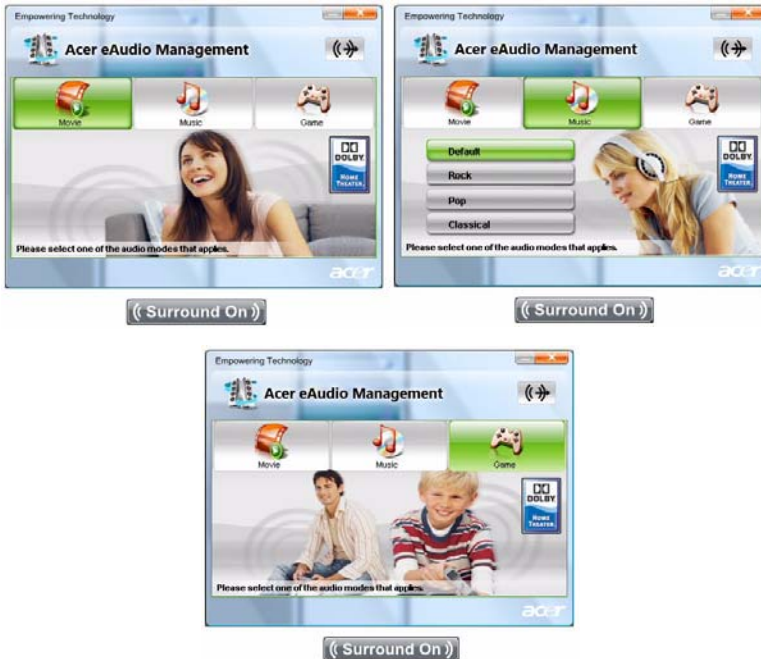 Empowering Technology
Acer eAudio Management
Movie Music Game
DOLBY
HOME THEATER
Please select one of the audio modes that applies.
acer
(( Surround On ))
Empowering Technology
Acer eAudio Management
Movie Music Game
DOLBY
HOME THEATER
Default
Rock
Pop
Classical
Please select one of the audio modes that applies.
acer
(( Surround On ))
Empowering Technology
Acer eAudio Management
Movie Music Game
DOLBY
HOME THEATER
Please select one of the audio modes that applies.
acer
(( Surround On ))